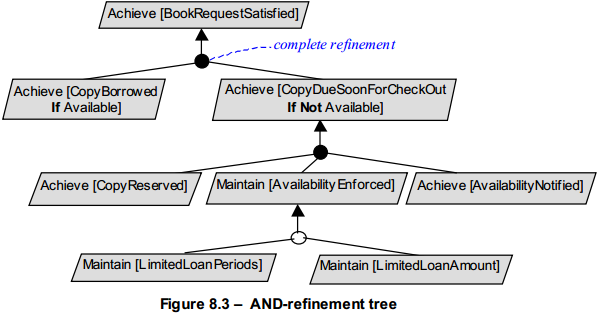 Achieve [BookRequestSatisfied]
complete refinement
Achieve [CopyBorrowed
If Available]
Achieve [CopyDueSoonForCheckOut
If Not Available]
Achieve [CopyReserved]
Maintain [AvailabilityEnforced]
Achieve [AvailabilityNotified]
Maintain [LimitedLoanPeriods]
Maintain [LimitedLoanAmount]
Figure 8.3 – AND-refinement tree